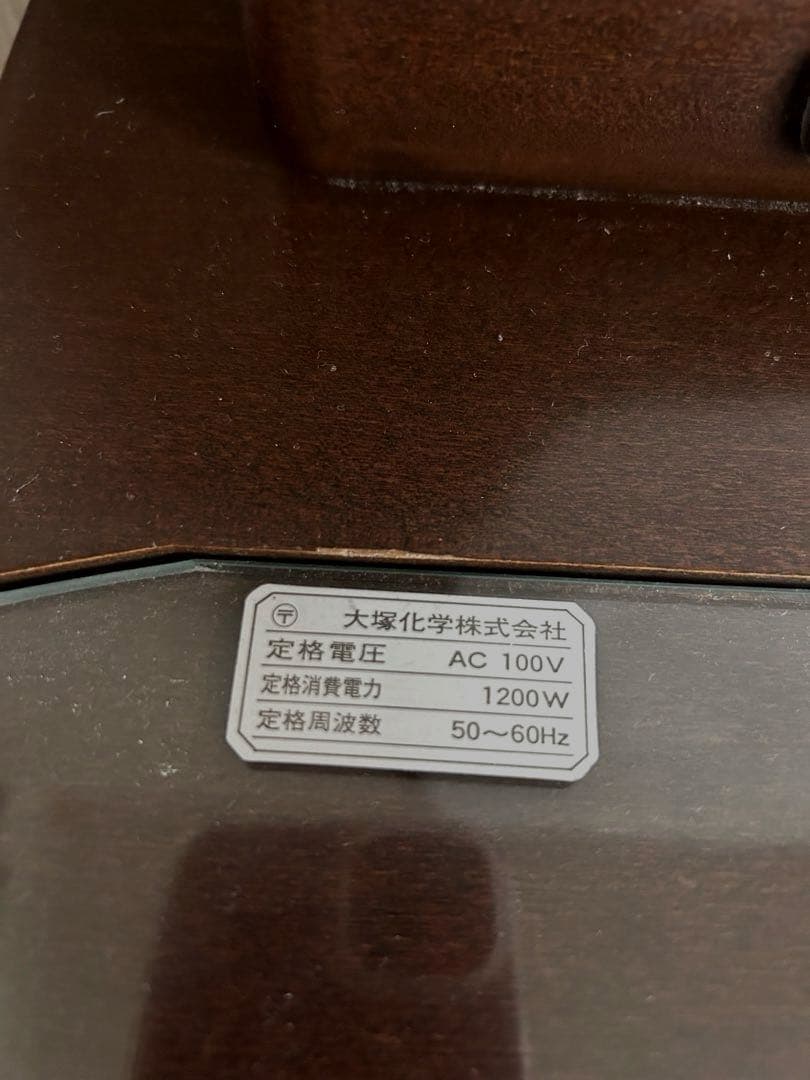 〶 大塚化学株式会社
定格電圧 AC 100V
定格消費電力 1200W
定格周波数 50～60Hz